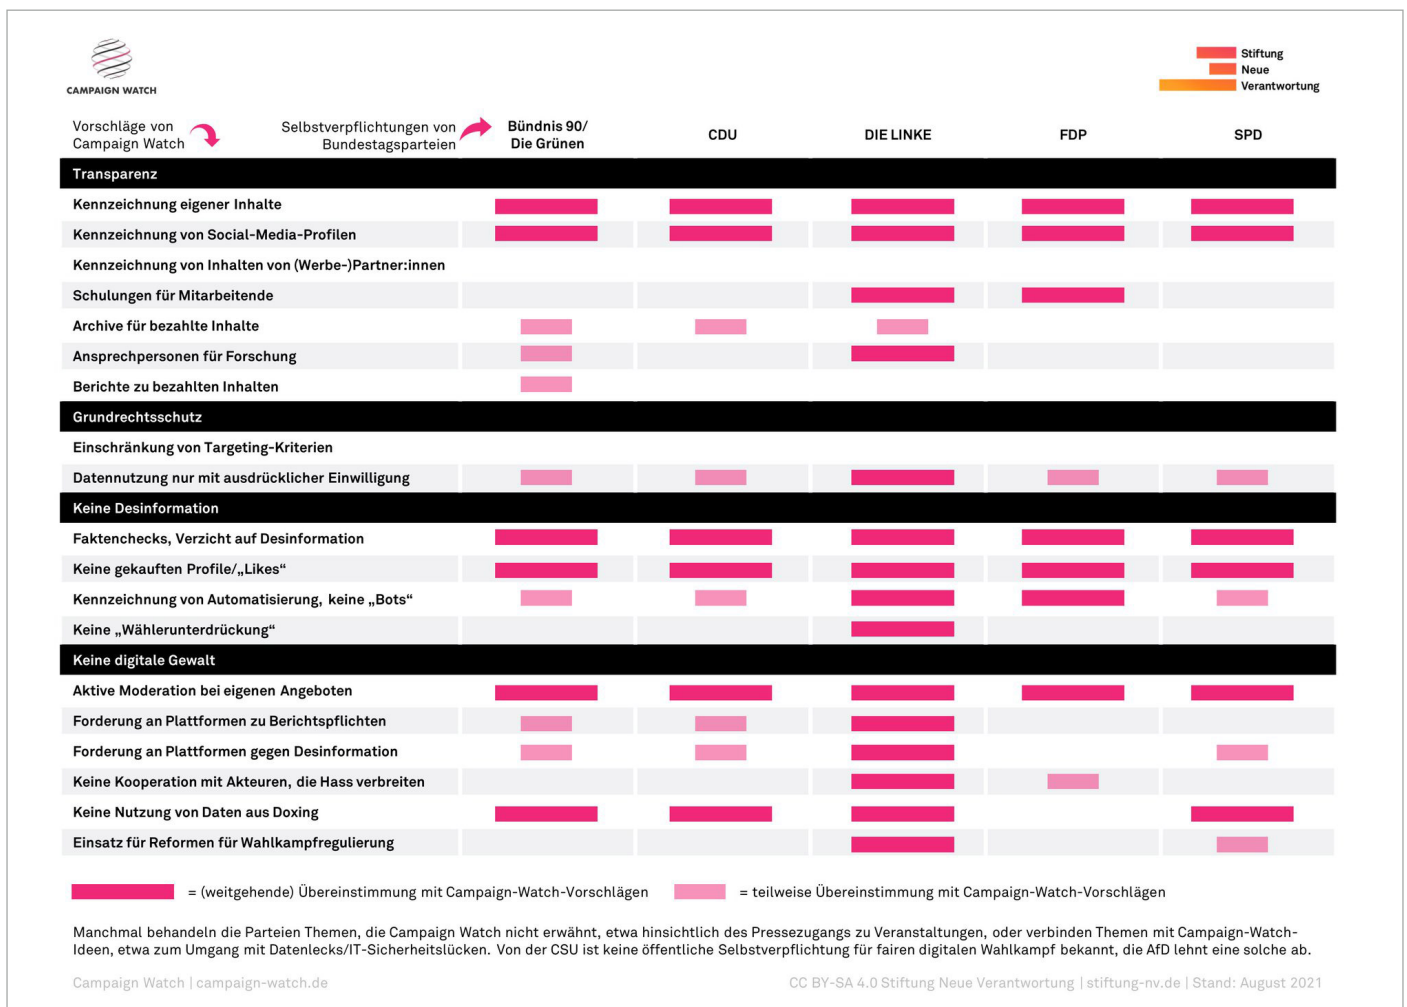 CAMPAIGN WATCH
Stiftung
Neue
Verantwortung
Vorschläge von
Campaign Watch
Selbstverpflichtungen von
Bundestagsparteien
Bündnis 90/
Die Grünen
CDU
DIE LINKE
FDP
SPD
Transparenz
Kennzeichnung eigener Inhalte
Kennzeichnung von Social-Media-Profilen
Kennzeichnung von Inhalten von (Werbe-)Partner:innen
Schulungen für Mitarbeitende
Archive für bezahlte Inhalte
Ansprechpersonen für Forschung
Berichte zu bezahlten Inhalten
Grundrechtsschutz
Einschränkung von Targeting-Kriterien
Datennutzung nur mit ausdrücklicher Einwilligung
Keine Desinformation
Faktenchecks, Verzicht auf Desinformation
Keine gekauften Profile/„Likes“
Kennzeichnung von Automatisierung, keine „Bots“
Keine „Wählerunterdrückung“
Keine digitale Gewalt
Aktive Moderation bei eigenen Angeboten
Forderung an Plattformen zu Berichtspflichten
Forderung an Plattformen gegen Desinformation
Keine Kooperation mit Akteuren, die Hass verbreiten
Keine Nutzung von Daten aus Doxing
Einsatz für Reformen für Wahlkampfregulierung
= (weitgehende) Übereinstimmung mit Campaign-Watch-Vorschlägen
= teilweise Übereinstimmung mit Campaign-Watch-Vorschlägen
Manchmal behandeln die Parteien Themen, die Campaign Watch nicht erwähnt, etwa hinsichtlich des Pressezugangs zu Veranstaltungen, oder verbinden Themen mit Campaign-Watch-
Ideen, etwa zum Umgang mit Datenlecks/IT-Sicherheitslücken. Von der CSU ist keine öffentliche Selbstverpflichtung für fairen digitalen Wahlkampf bekannt, die AfD lehnt eine solche ab.
Campaign Watch | campaign-watch.de
CC BY-SA 4.0 Stiftung Neue Verantwortung | stiftung-nv.de | Stand: August 2021